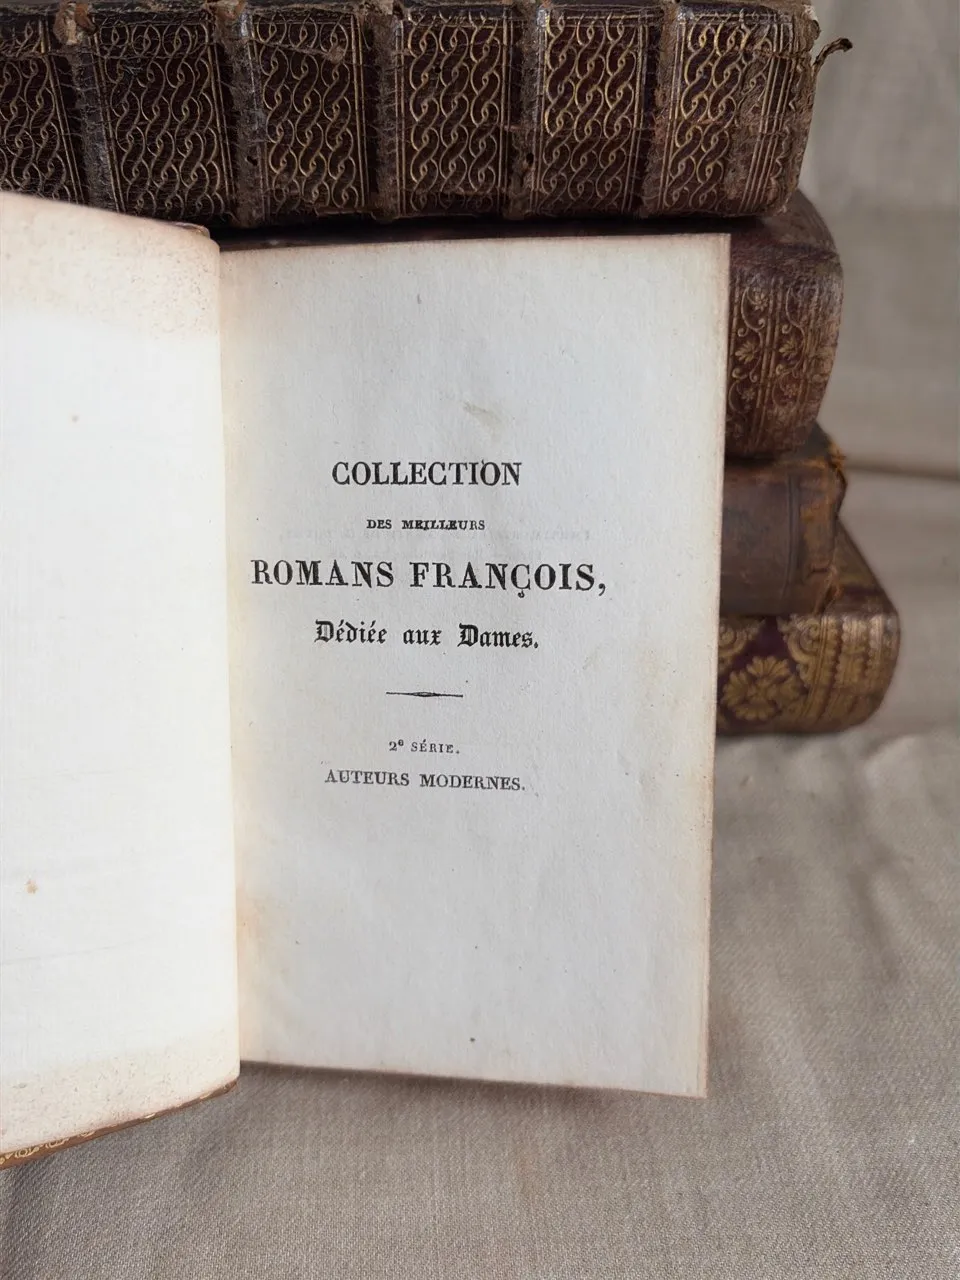 COLLECTION
DES MEILLEURS
ROMANS FRANÇOIS,
Dédiée aux Dames.
2e SÉRIE.
AUTEURS MODERNES.